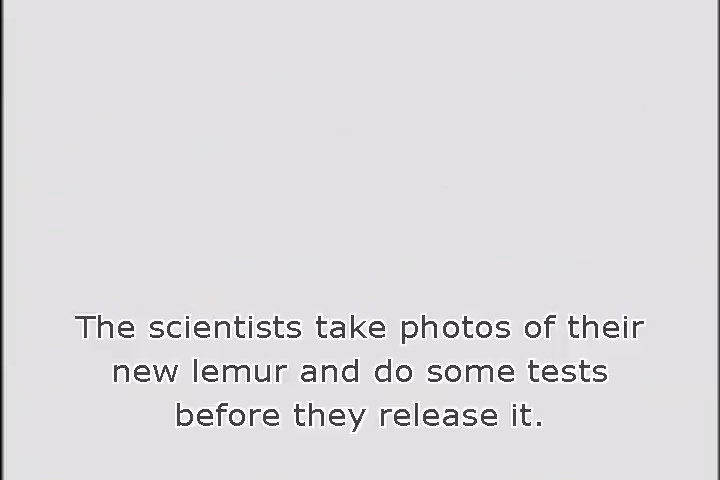 The scientists take photos of their
new lemur and do some tests
before they release it.